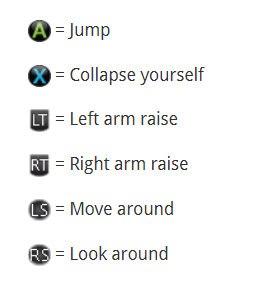 A = Jump
X = Collapse yourself
LT = Left arm raise
RT = Right arm raise
LS = Move around
RS = Look around